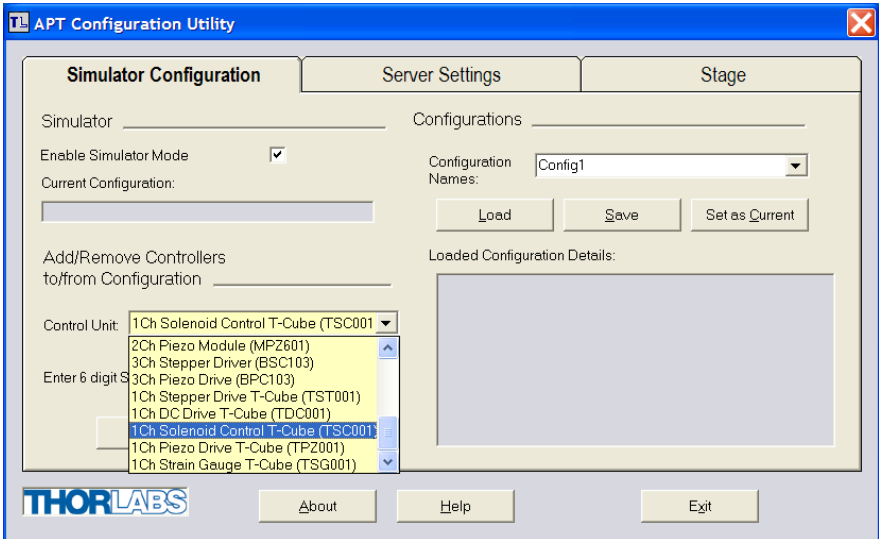 TL APT Configuration Utility
Simulator Configuration
Server Settings
Stage
Simulator
Enable Simulator Mode
Current Configuration:
Add/Remove Controllers
to/from Configuration
Control Unit:
1Ch Solenoid Control T-Cube (TSC001
2Ch Piezo Module (MPZ601)
3Ch Stepper Driver (BSC103)
Enter 6 digit S
3Ch Piezo Drive (BPC103)
1Ch Stepper Drive T-Cube (TST001)
1Ch DC Drive T-Cube (TDC001)
1Ch Solenoid Control T-Cube (TSC001)
1Ch Piezo Drive T-Cube (TPZ001)
1Ch Strain Gauge T-Cube (TSG001)
Configurations
Configuration
Names:
Config1
Load
Save
Set as Current
Loaded Configuration Details:
THORLABS
About
Help
Exit